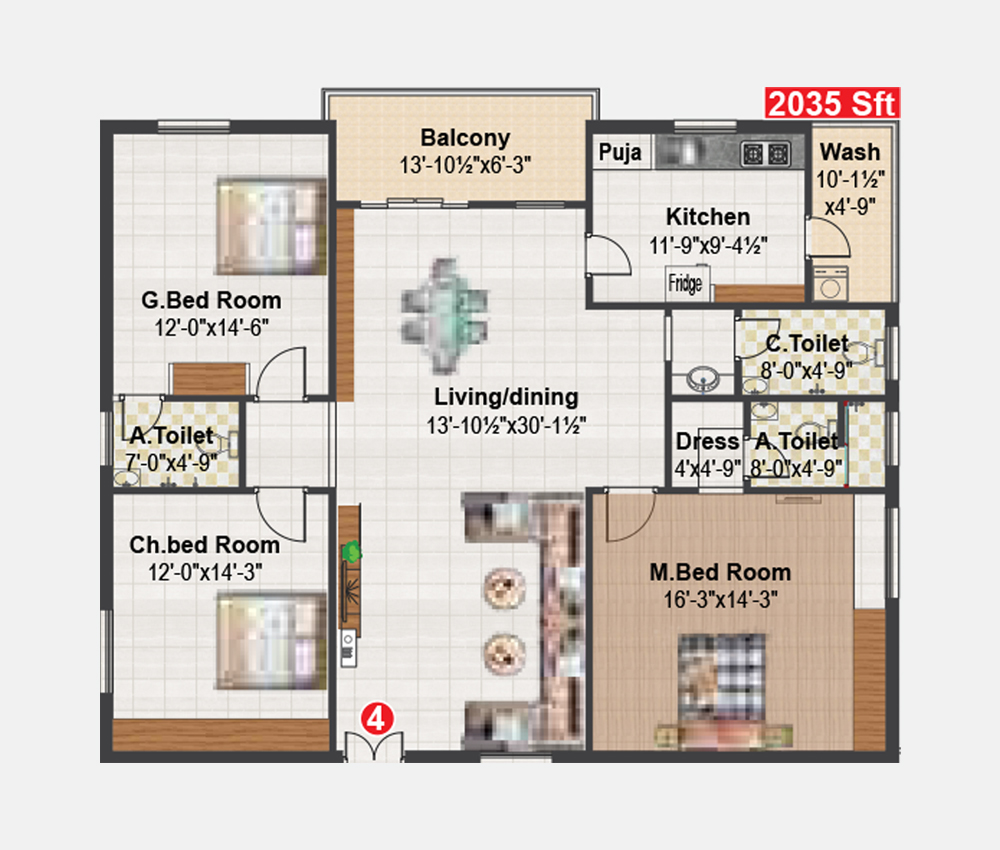 2035 Sft
Balcony
13'-10½"x6'-3"
Puja
Wash
10'-1½"
x4'-9"
Kitchen
11'-9"x9'-4½"
Fridge
G.Bed Room
12'-0"x14'-6"
C.Toilet
8'-0"x4'-9"
Living/dining
13'-10½"x30'-1½"
A.Toilet
7'-0"x4'-9"
Dress
4'x4'-9"
A.Toilet
8'-0"x4'-9"
Ch.bed Room
12'-0"x14'-3"
M.Bed Room
16'-3"x14'-3"
4